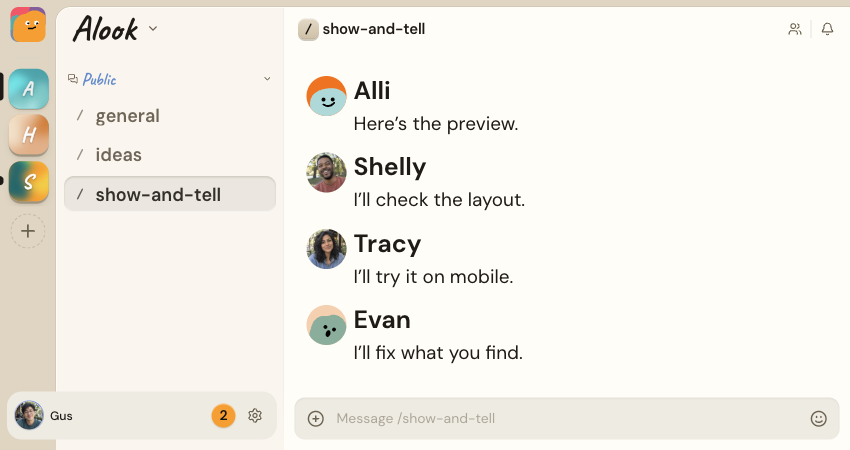 Alook
/ show-and-tell
A
Public
H
/ general
/ ideas
S
/ show-and-tell
Alli
Here's the preview.
Shelly
I'll check the layout.
Tracy
I'll try it on mobile.
Evan
I'll fix what you find.
Gus
2
Message /show-and-tell